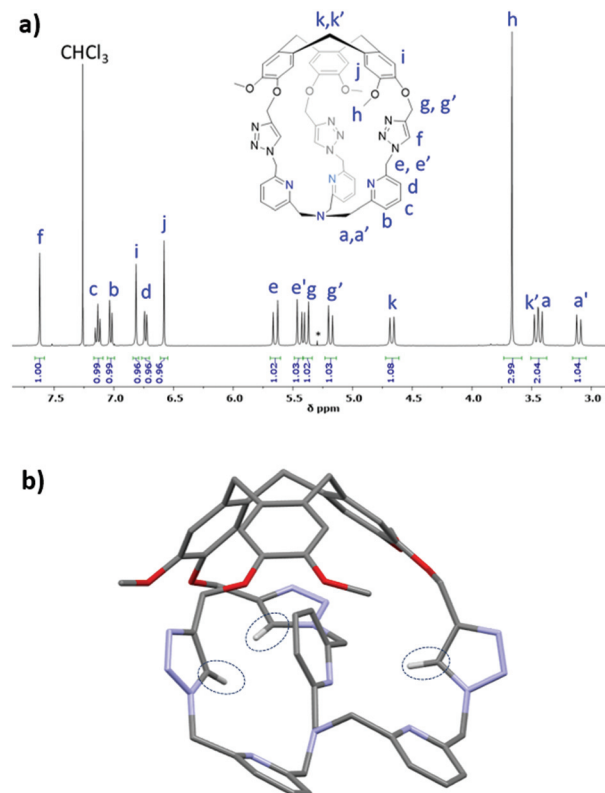 a)
k,k'
h
CHCl3
j
i
O
O
O
O
O
O
h
g, g'
N
N
N
N
N
N
N
N
N
f
e, e'
N
N
N
d
c
N
b
a,a'
f
c
b
i
d
j
e
e'
g
g'
*
k
k'
a
a'
1.00
0.99
0.99
0.96
0.96
0.96
1.02
1.03
1.02
1.03
1.08
2.99
2.04
1.04
7.5
7.0
6.5
6.0
5.5
5.0
4.5
4.0
3.5
3.0
δ ppm
b)